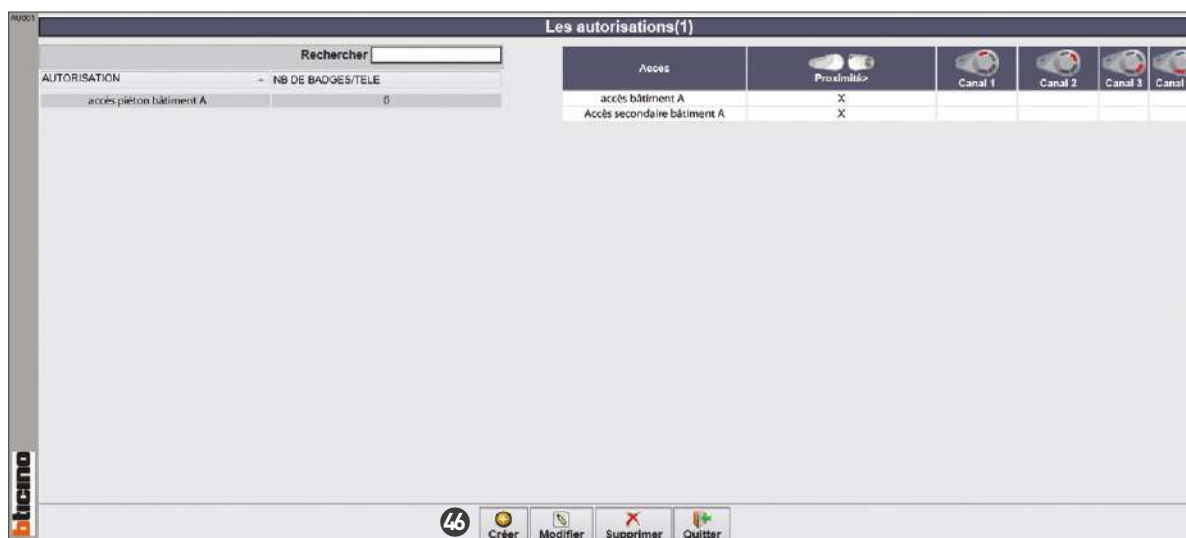 AU001
Les autorisations(1)
Rechercher
AUTORISATION NB DE BADGES/TELE
accès piéton bâtiment A 0
Accès Proximité> Canal 1 Canal 2 Canal 3 Canal
accès bâtiment A X
Accès secondaire bâtiment A X
bticino
46 Créer Modifier Supprimer Quitter